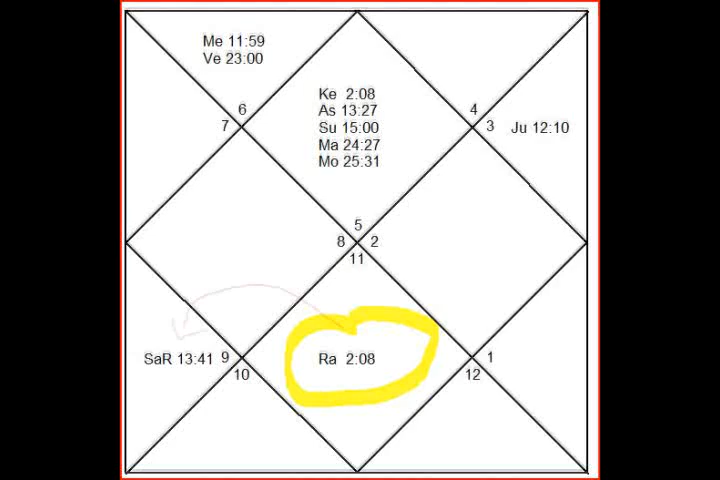 Me 11:59
Ve 23:00
Ke 2:08
As 13:27
Su 15:00
Ma 24:27
Mo 25:31
6
7
4
3
Ju 12:10
5
8
2
11
SaR 13:41
9
10
Ra 2:08
1
12